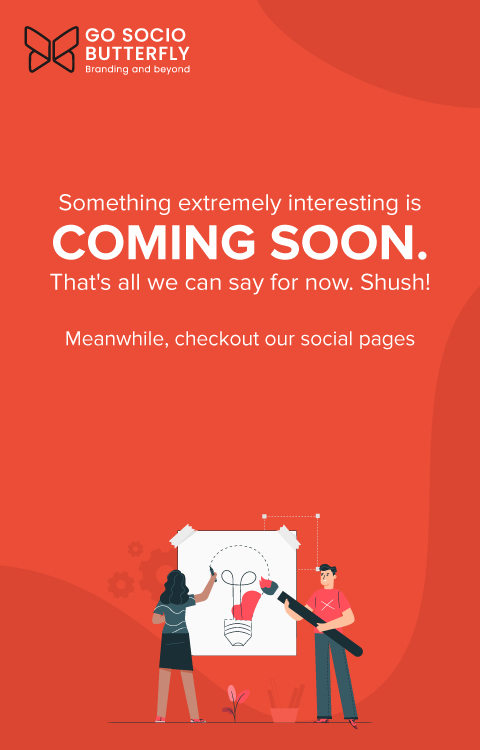 GO SOCIO
BUTTERFLY
Branding and beyond
Something extremely interesting is
COMING SOON.
That's all we can say for now. Shush!
Meanwhile, checkout our social pages